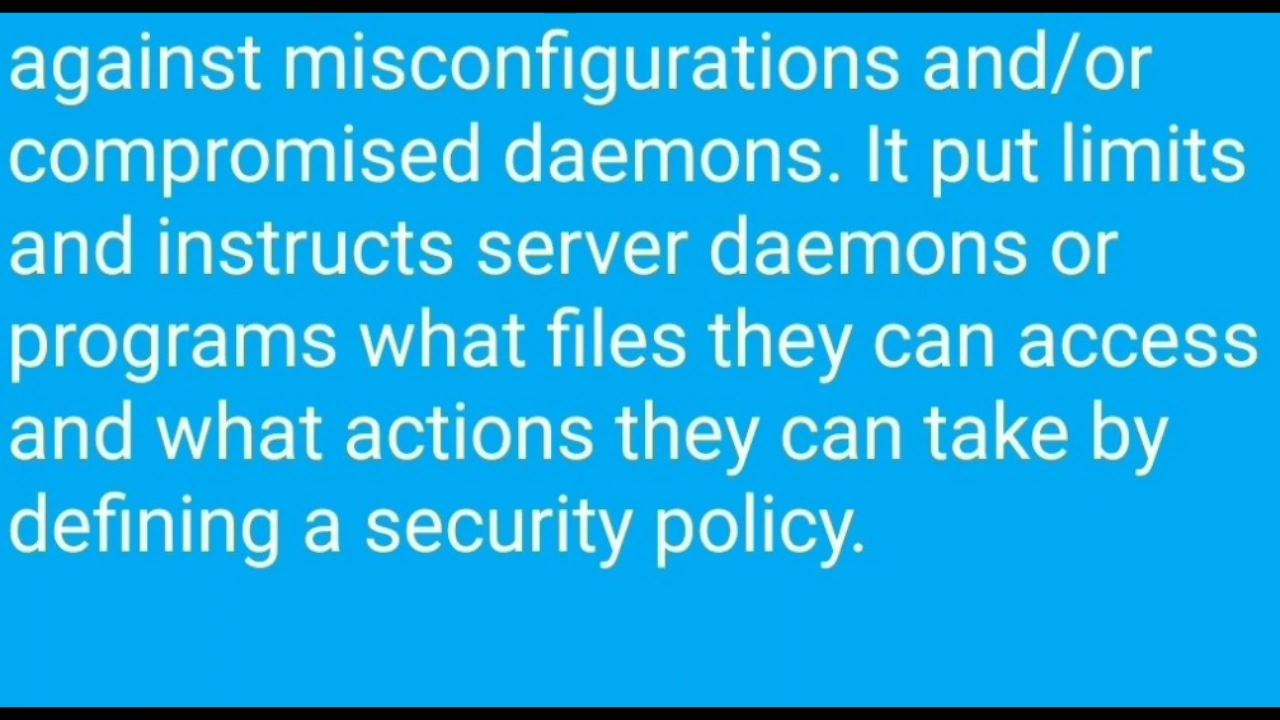 against misconfigurations and/or
compromised daemons. It put limits
and instructs server daemons or
programs what files they can access
and what actions they can take by
defining a security policy.